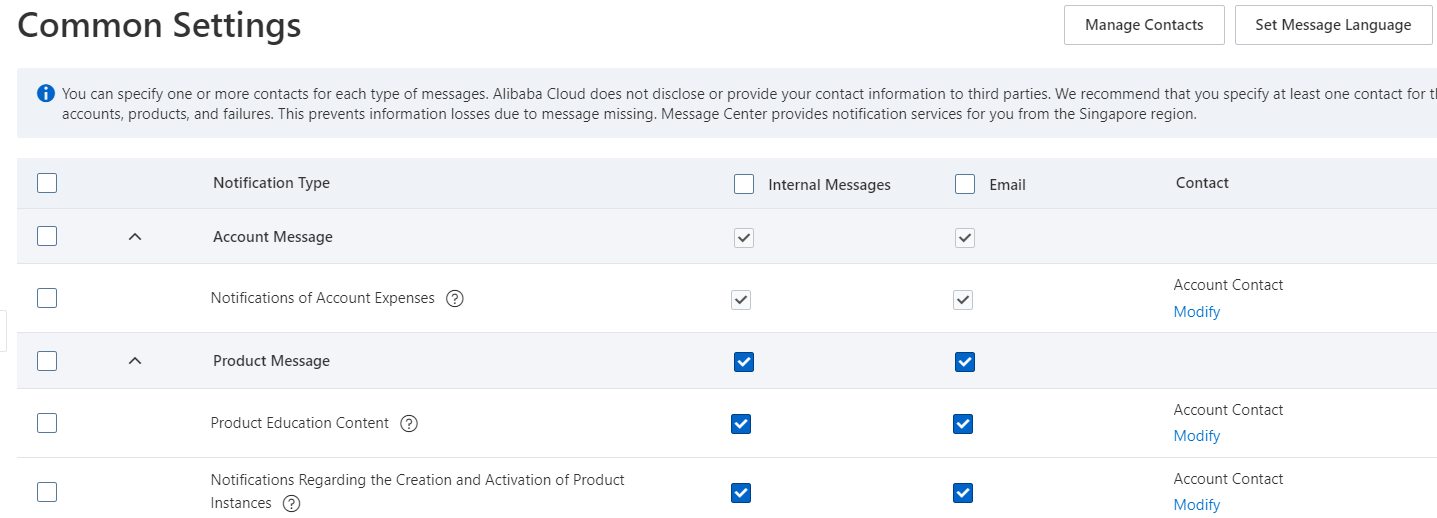 Common Settings
Manage Contacts
Set Message Language
You can specify one or more contacts for each type of messages. Alibaba Cloud does not disclose or provide your contact information to third parties. We recommend that you specify at least one contact for
accounts, products, and failures. This prevents information losses due to message missing. Message Center provides notification services for you from the Singapore region.
Notification Type
Internal Messages
Email
Contact
Account Message
Notifications of Account Expenses
Account Contact
Modify
Product Message
Product Education Content
Account Contact
Modify
Notifications Regarding the Creation and Activation of Product
Instances
Account Contact
Modify